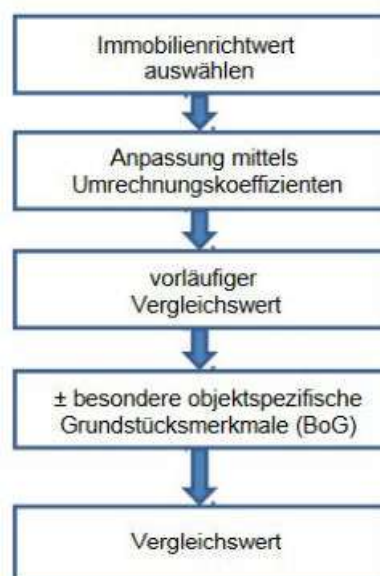 Immobilienrichtwert
auswählen
Anpassung mittels
Umrechnungskoeffizienten
vorläufiger
Vergleichswert
± besondere objektspezifische
Grundstücksmerkmale (BoG)
Vergleichswert